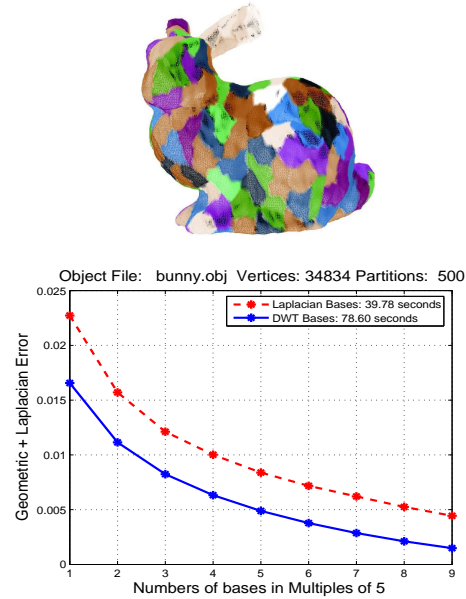 Object File: bunny.obj Vertices: 34834 Partitions: 500
0.025
0.02
0.015
0.01
0.005
0
Geometric + Laplacian Error
Laplacian Bases: 39.78 seconds
DWT Bases: 78.60 seconds
1 2 3 4 5 6 7 8 9
Numbers of bases in Multiples of 5